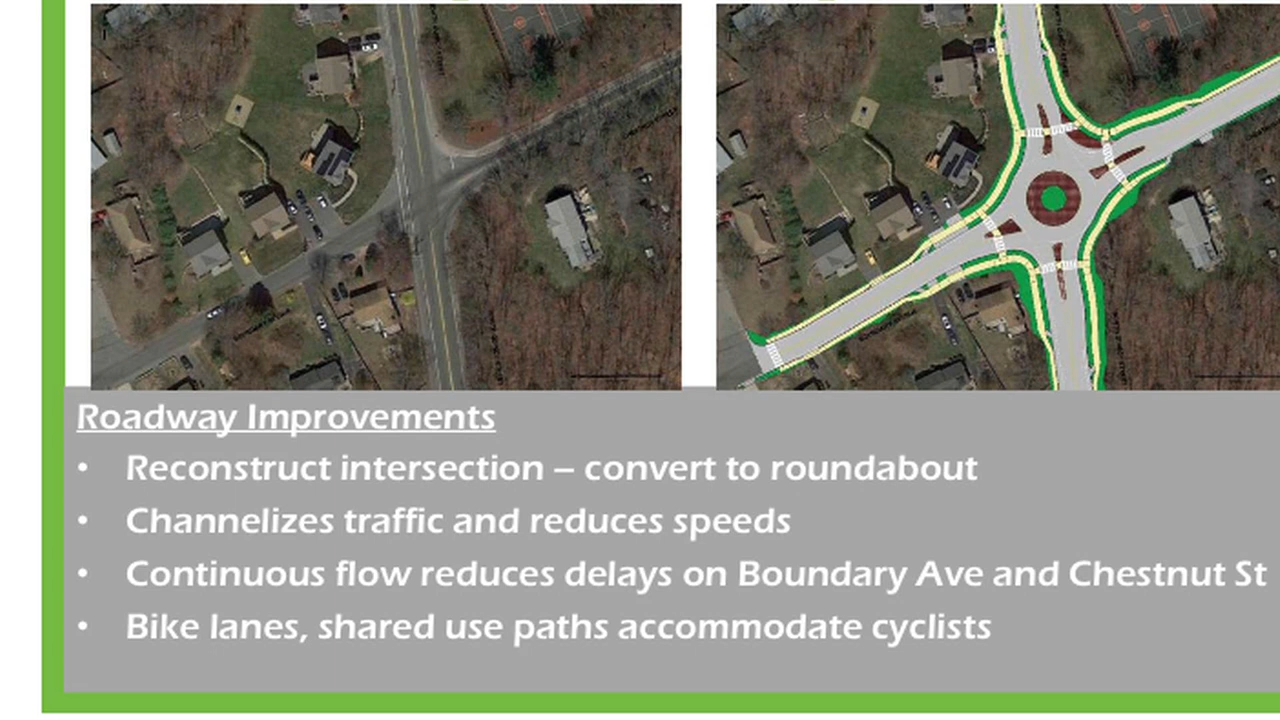 Roadway Improvements
• Reconstruct intersection – convert to roundabout
• Channelizes traffic and reduces speeds
• Continuous flow reduces delays on Boundary Ave and Chestnut St
• Bike lanes, shared use paths accommodate cyclists